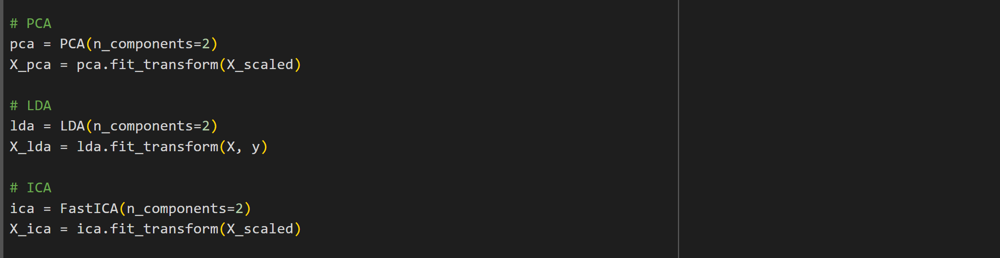 # PCA
pca = PCA(n_components=2)
X_pca = pca.fit_transform(X_scaled)
# LDA
lda = LDA(n_components=2)
X_lda = lda.fit_transform(X, y)
# ICA
ica = FastICA(n_components=2)
X_ica = ica.fit_transform(X_scaled)